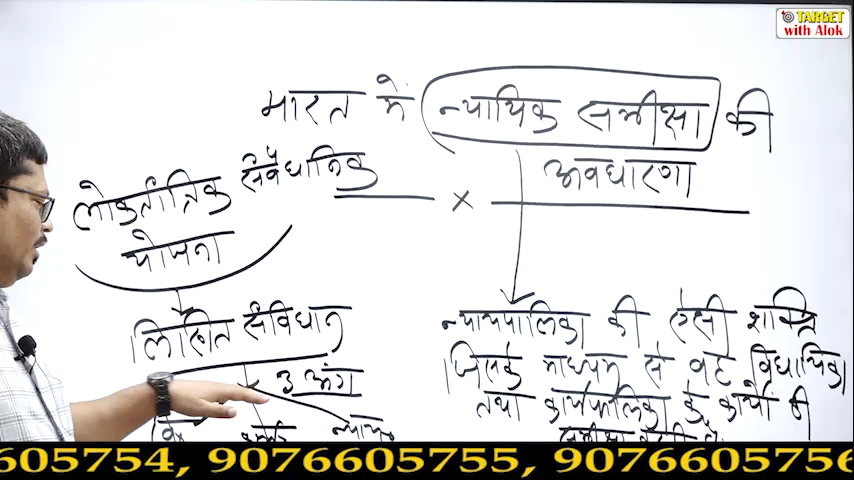 TARGET
with Alok
भारत में न्यायिक समीक्षा की
अवधारणा
लोकतांत्रिक संवैधानिक
योजना
लिखित संविधान
3 अंग
न्यायपालिका की ऐसी शक्ति
जिसके माध्यम से वह विधायिका
तथा कार्यपालिका के कार्यों की
605754, 9076605755, 9076605756